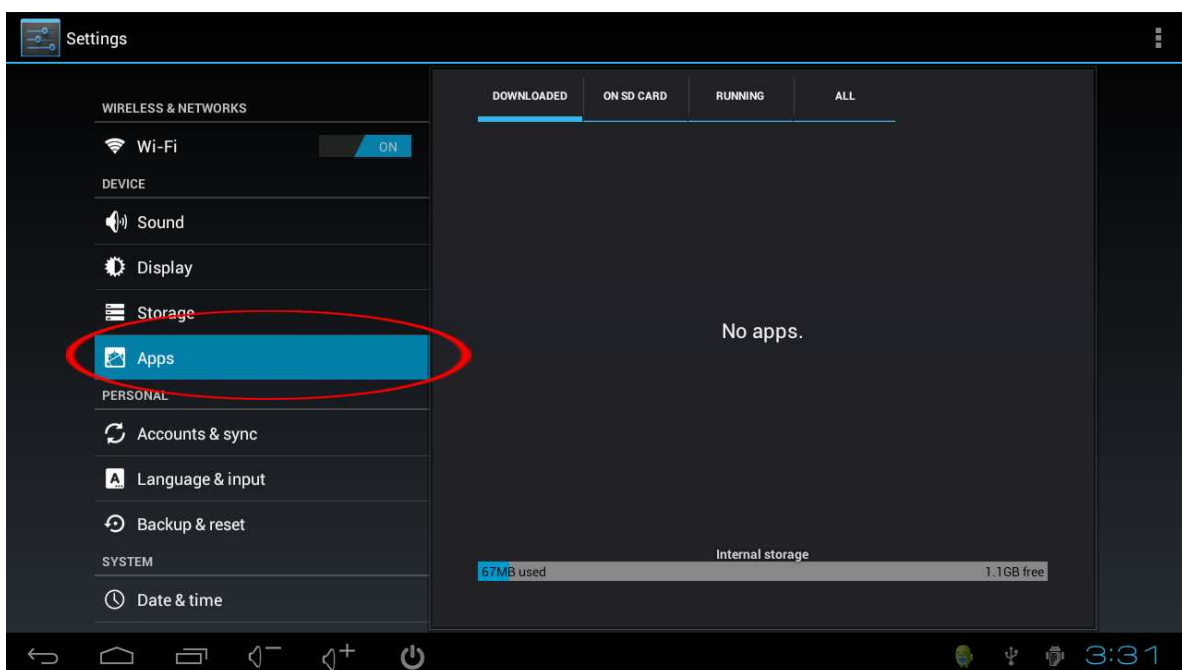 Settings
WIRELESS & NETWORKS
Wi-Fi
ON
DEVICE
Sound
Display
Storage
Apps
PERSONAL
Accounts & sync
Language & input
Backup & reset
SYSTEM
Date & time
DOWNLOADED
ON SD CARD
RUNNING
ALL
No apps.
Internal storage
67MB used
1.1GB free
3:31